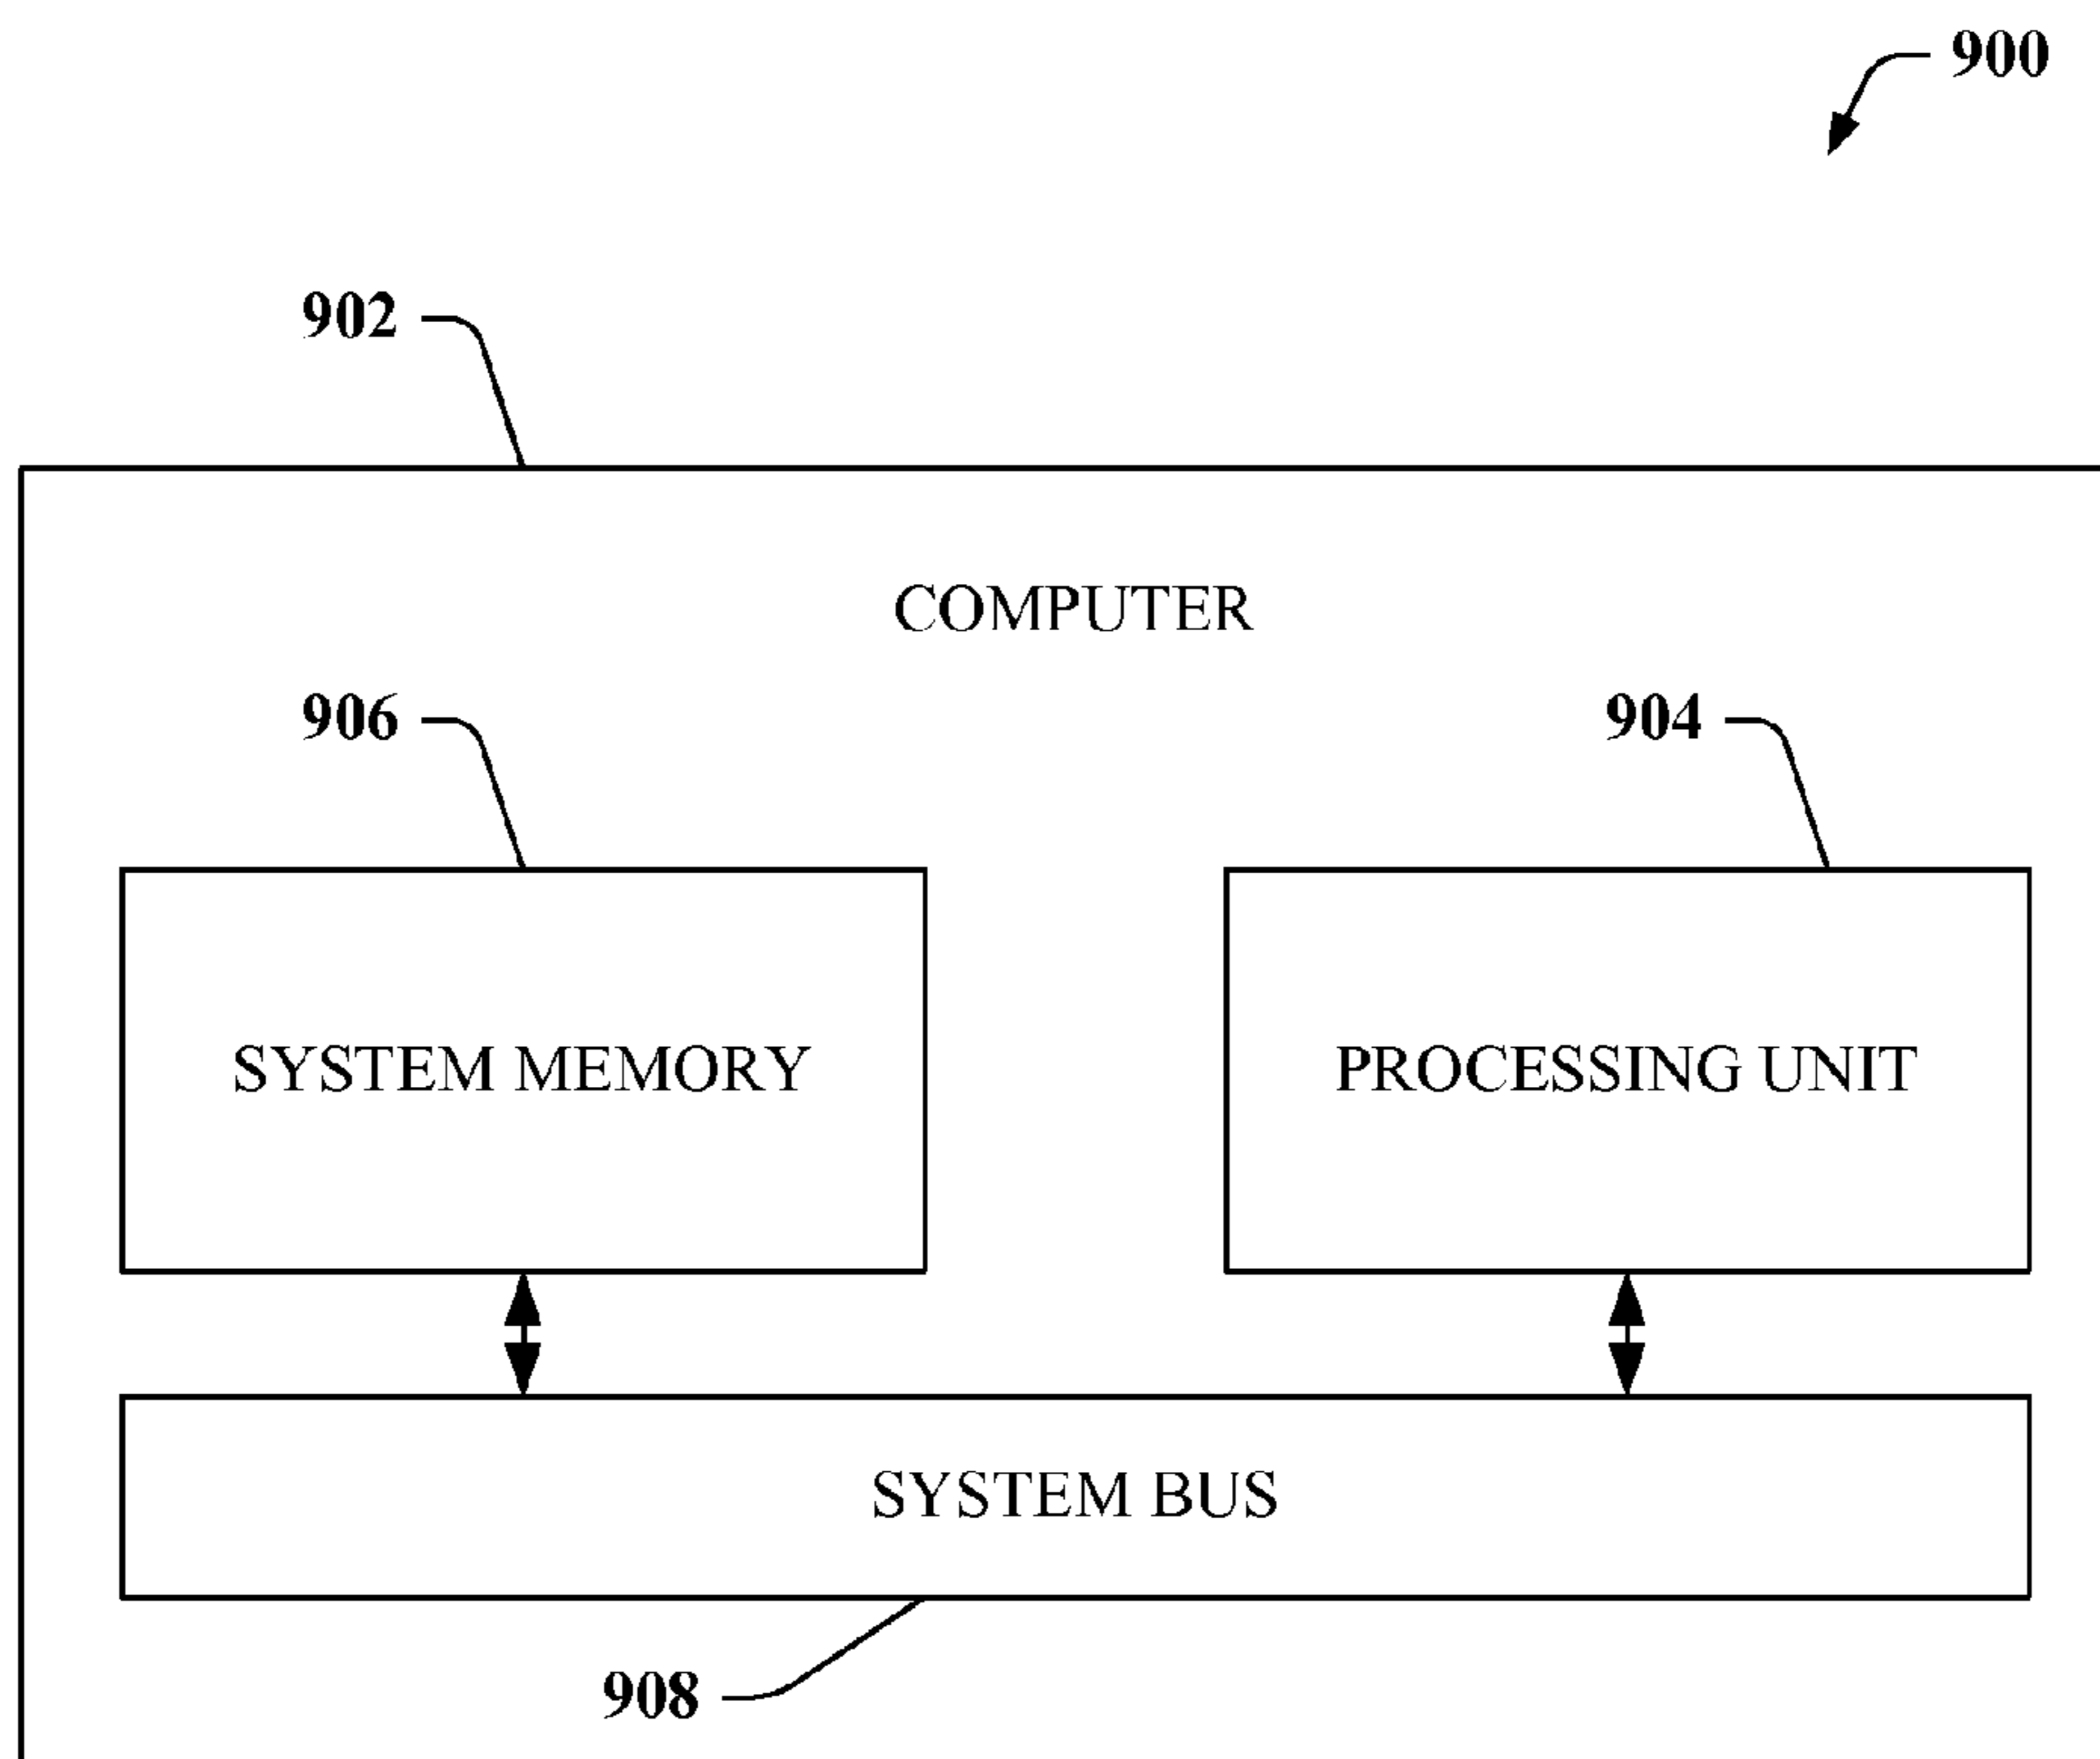 900
902
COMPUTER
906
904
SYSTEM MEMORY
PROCESSING UNIT
SYSTEM BUS
908